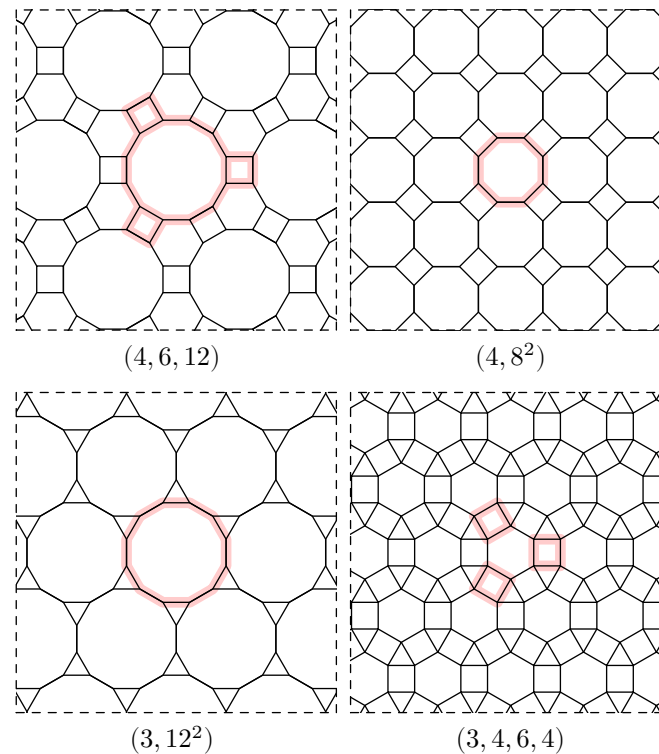 (4, 6, 12)
(4, 8²)
(3, 12²)
(3, 4, 6, 4)